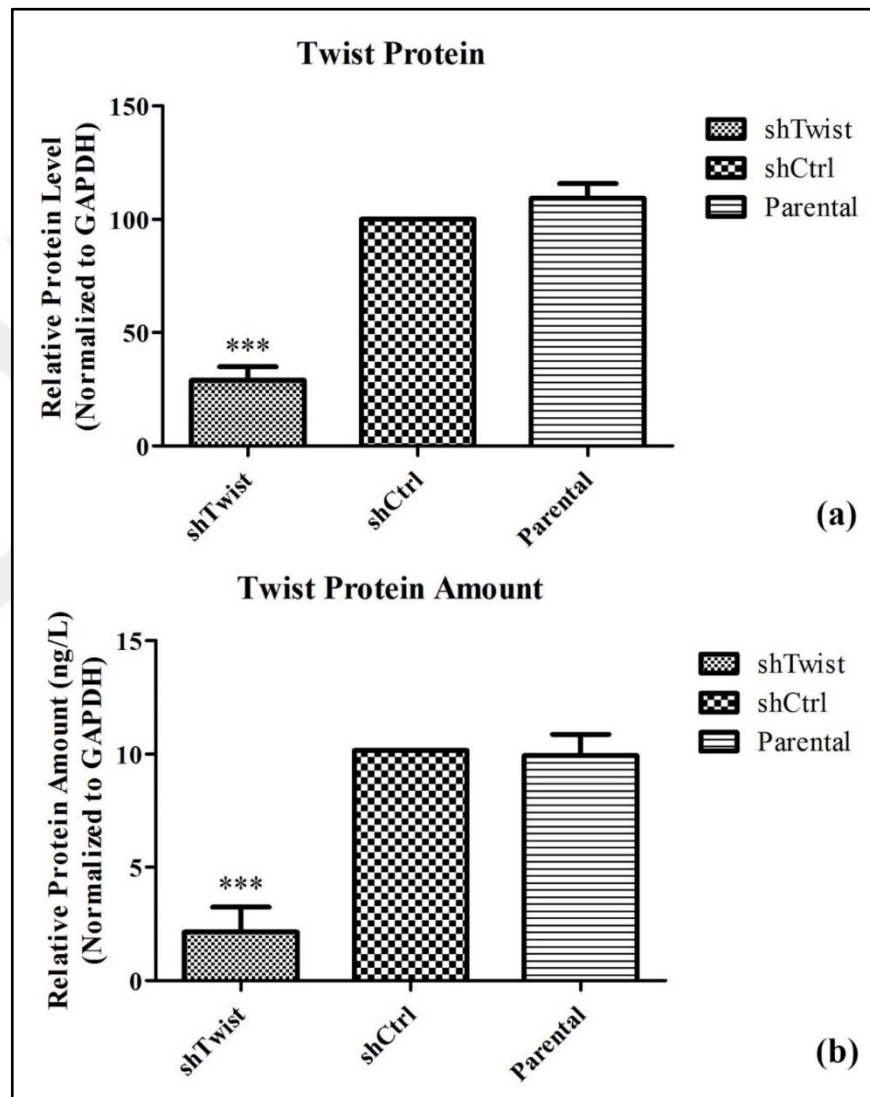 Twist Protein
Relative Protein Level
(Normalized to GAPDH)
150
100
50
0
***
shTwist
shCtrl
Parental
shTwist
shCtrl
Parental
(a)
Twist Protein Amount
Relative Protein Amount (ng/L)
(Normalized to GAPDH)
15
10
5
0
***
shTwist
shCtrl
Parental
shTwist
shCtrl
Parental
(b)